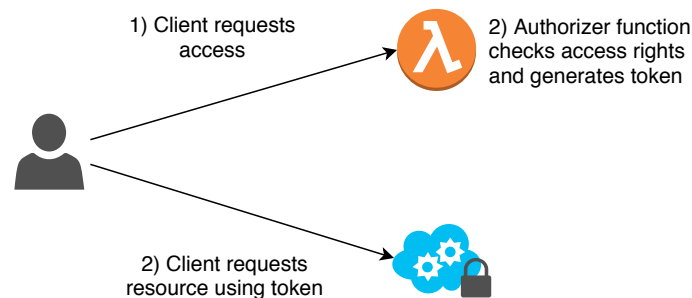 1) Client requests
access
2) Authorizer function
checks access rights
and generates token
2) Client requests
resource using token